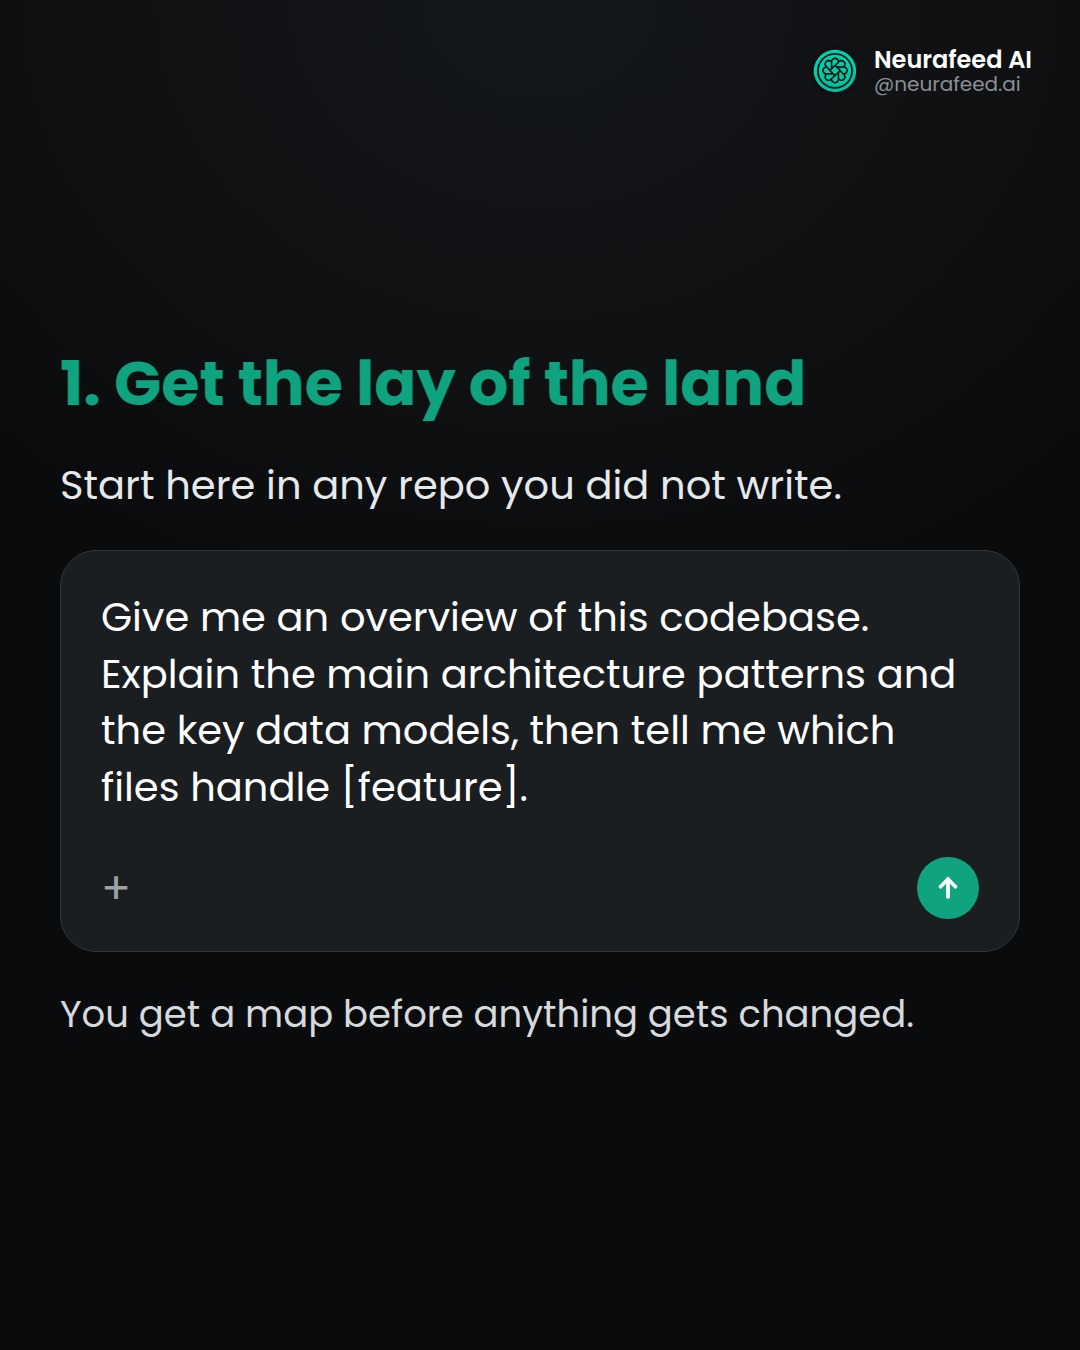 Neurafeed AI
@neurafeed.ai
1. Get the lay of the land
Start here in any repo you did not write.
Give me an overview of this codebase.
Explain the main architecture patterns and
the key data models, then tell me which
files handle [feature].
+
You get a map before anything gets changed.